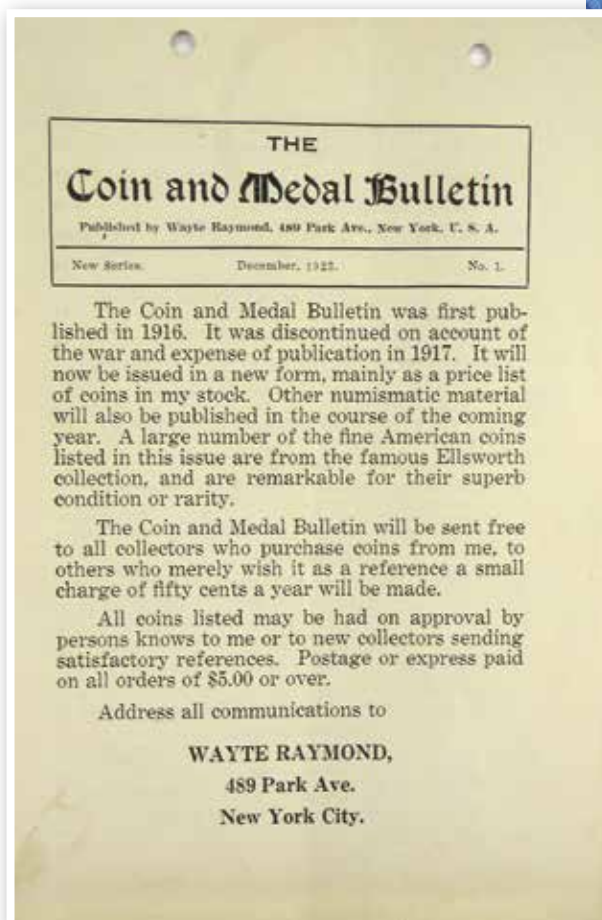 THE
Coin and Medal Bulletin
Published by Wayte Raymond, 489 Park Ave., New York, U. S. A.
New Series. December, 1923. No. 1.
The Coin and Medal Bulletin was first pub-
lished in 1916. It was discontinued on account of
the war and expense of publication in 1917. It will
now be issued in a new form, mainly as a price list
of coins in my stock. Other numismatic material
will also be published in the course of the coming
year. A large number of the fine American coins
listed in this issue are from the famous Ellsworth
collection, and are remarkable for their superb
condition or rarity.
The Coin and Medal Bulletin will be sent free
to all collectors who purchase coins from me, to
others who merely wish it as a reference a small
charge of fifty cents a year will be made.
All coins listed may be had on approval by
persons knows to me or to new collectors sending
satisfactory references. Postage or express paid
on all orders of $5.00 or over.
Address all communications to
WAYTE RAYMOND,
489 Park Ave.
New York City.